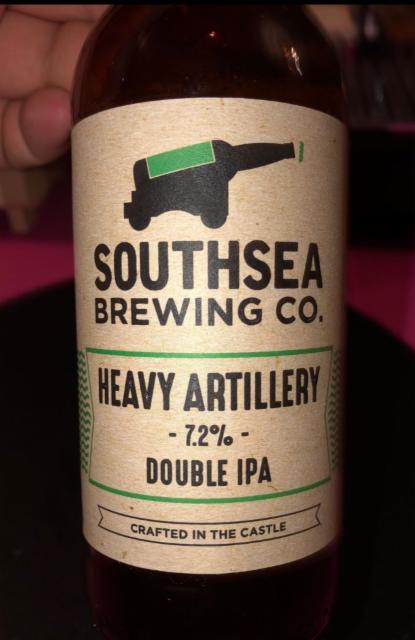 SOUTHSEA
BREWING CO.
HEAVY ARTILLERY
- 7.2% -
DOUBLE IPA
CRAFTED IN THE CASTLE